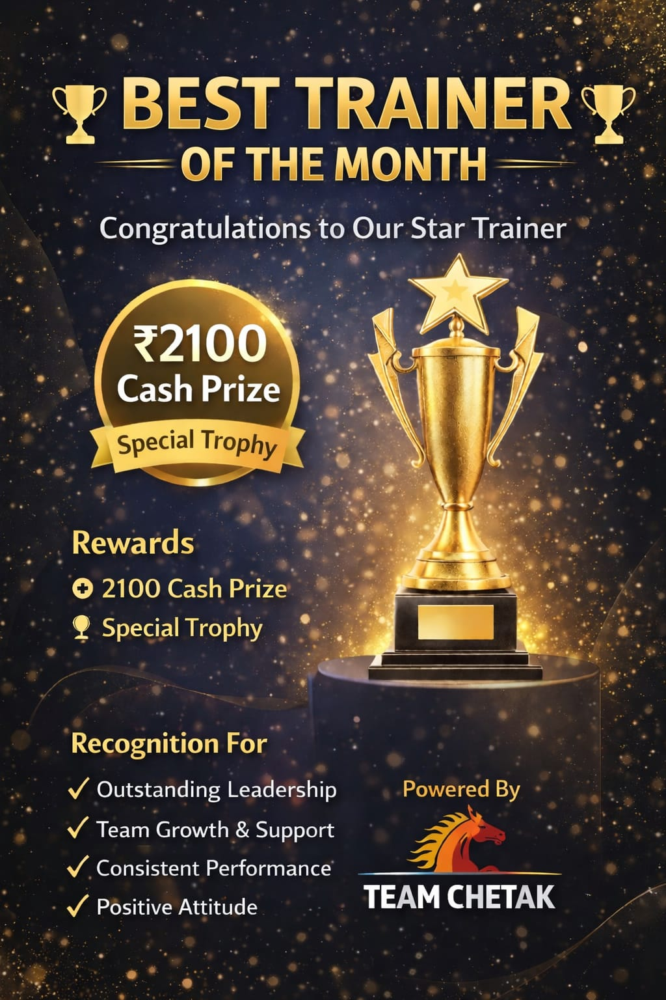 BEST TRAINER
OF THE MONTH
Congratulations to Our Star Trainer
₹2100
Cash Prize
Special Trophy
Rewards
2100 Cash Prize
Special Trophy
Recognition For
✓ Outstanding Leadership
✓ Team Growth & Support
✓ Consistent Performance
✓ Positive Attitude
Powered By
TEAM CHETAK